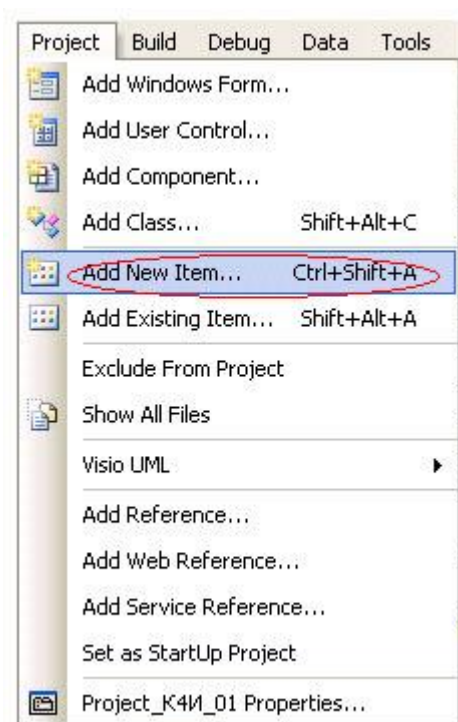 Project Build Debug Data Tools
Add Windows Form...
Add User Control...
Add Component...
Add Class... Shift+Alt+C
Add New Item... Ctrl+Shift+A
Add Existing Item... Shift+Alt+A
Exclude From Project
Show All Files
Visio UML
Add Reference...
Add Web Reference...
Add Service Reference...
Set as StartUp Project
Project_К4И_01 Properties...